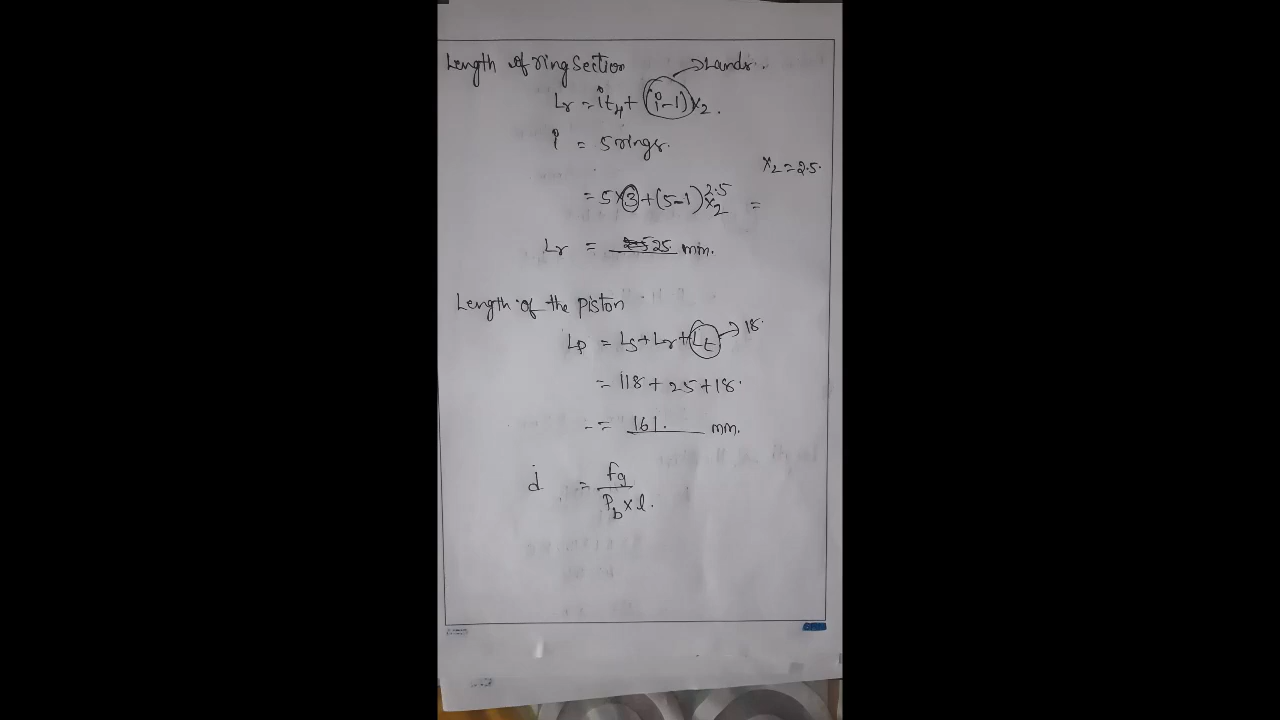 Length of ring section → Lands.
Lr = it4 + (i-1)x2.
i = 5 rings.
x2 = 2.5.
= 5×3 + (5-1) 2.5 x2 =
Lr = 25 mm.
Length of the piston
Lp = Ls + Lr + Lt → 18.
= 118 + 25 + 18.
= 161. mm.
d = fg / Pb × l.